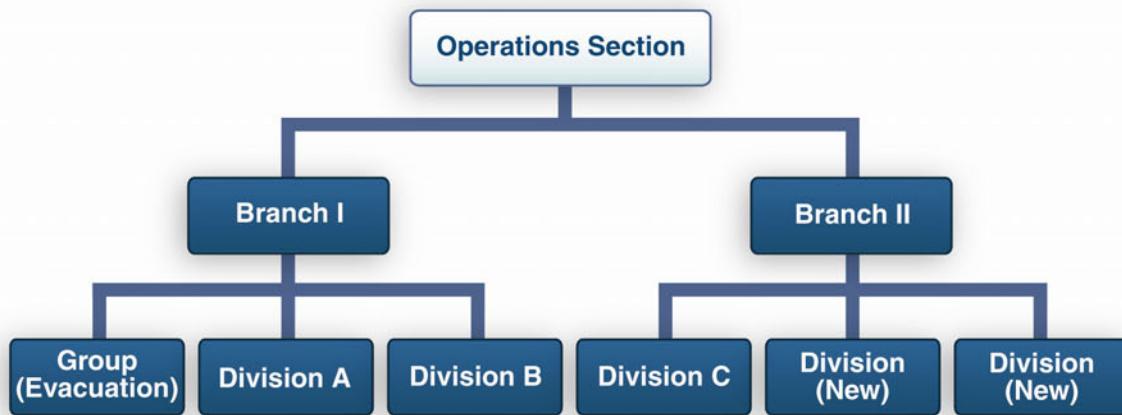 Operations Section
Branch I
Branch II
Group
(Evacuation)
Division A
Division B
Division C
Division
(New)
Division
(New)